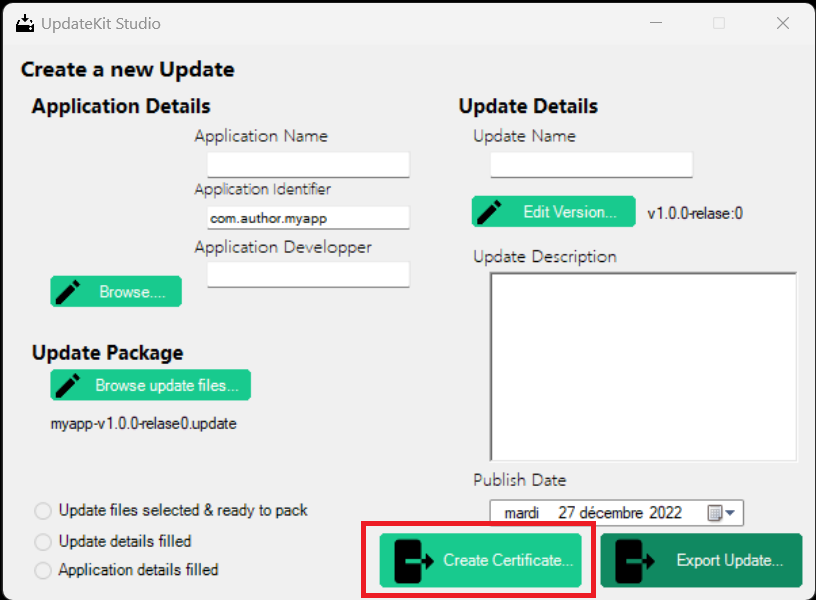 UpdateKit Studio
Create a new Update
Application Details
Application Name
Application Identifier
com.author.myapp
Application Developper
Browse....
Update Package
Browse update files...
myapp-v1.0.0-relase0.update
Update files selected & ready to pack
Update details filled
Application details filled
Update Details
Update Name
Edit Version...
v1.0.0-relase:0
Update Description
Publish Date
mardi 27 décembre 2022
Create Certificate...
Export Update...